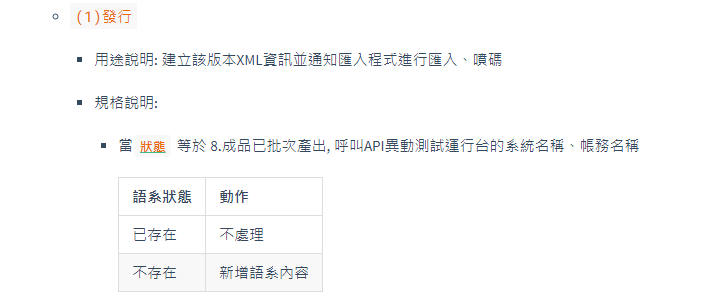 (1)發行
用途說明: 建立該版本XML資訊並通知匯入程式進行匯入、噴碼
規格說明:
當 狀態 等於 8.成品已批次產出, 呼叫API異動測試運行台的系統名稱、帳務名稱
語系狀態 動作
已存在 不處理
不存在 新增語系內容